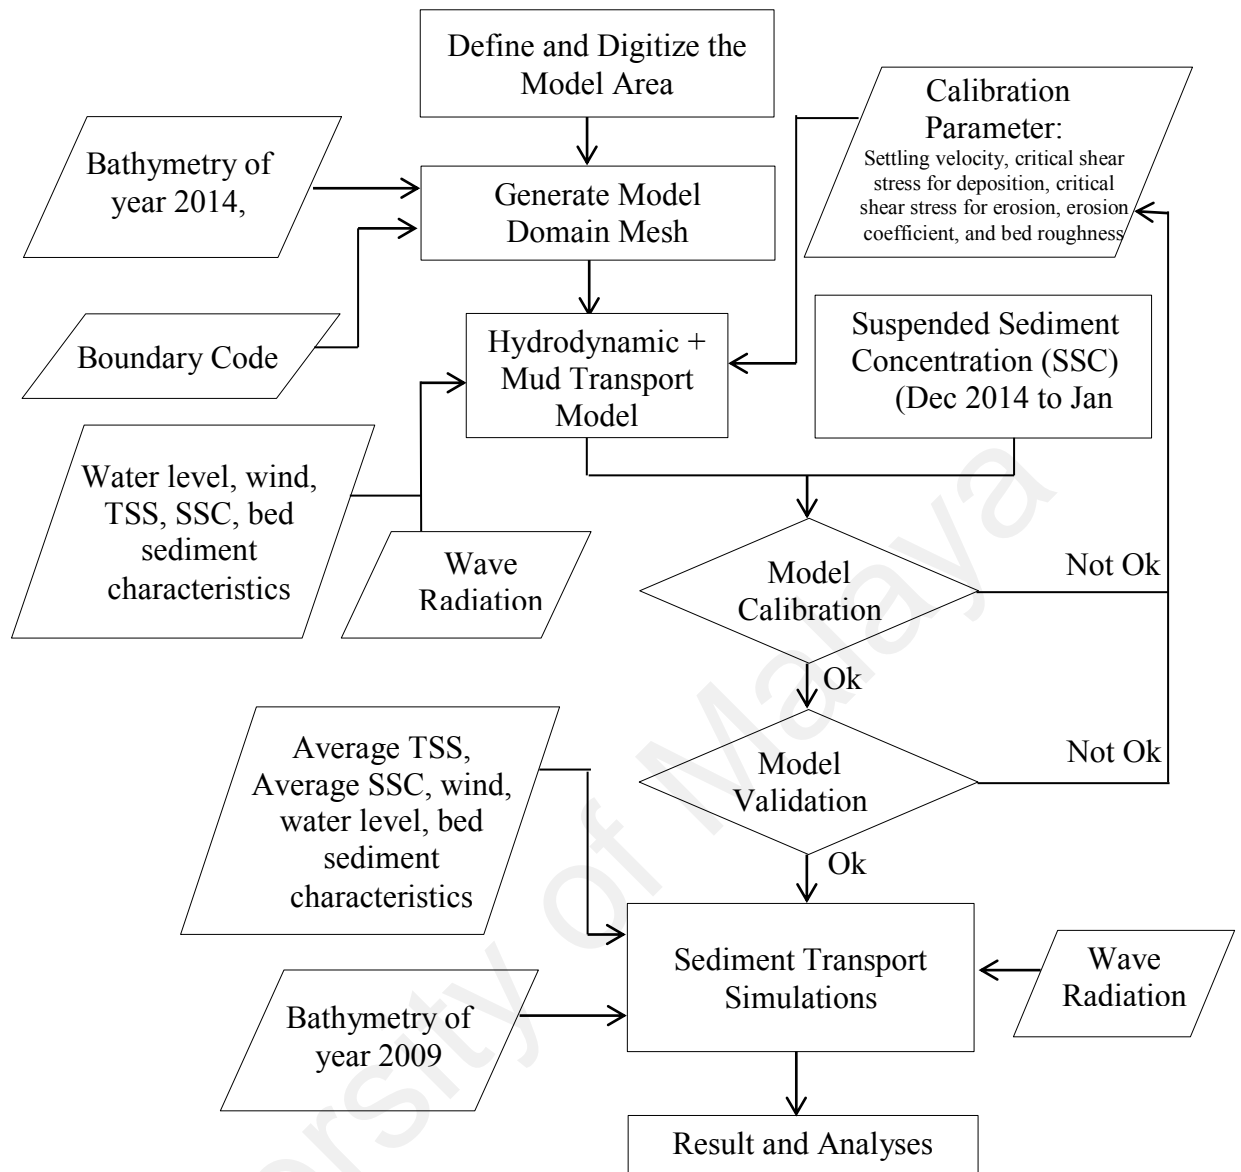 Define and Digitize the
Model Area
Calibration
Parameter:
Settling velocity, critical shear
stress for deposition, critical
shear stress for erosion, erosion
coefficient, and bed roughness
Bathymetry of
year 2014,
Generate Model
Domain Mesh
Boundary Code
Hydrodynamic +
Mud Transport
Model
Suspended Sediment
Concentration (SSC)
(Dec 2014 to Jan
Water level, wind,
TSS, SSC, bed
sediment
characteristics
Wave
Radiation
Model
Calibration
Not Ok
Ok
Average TSS,
Average SSC, wind,
water level, bed
sediment
characteristics
Model
Validation
Not Ok
Ok
Sediment Transport
Simulations
Wave
Radiation
Bathymetry of
year 2009
Result and Analyses
ersity of Malaya